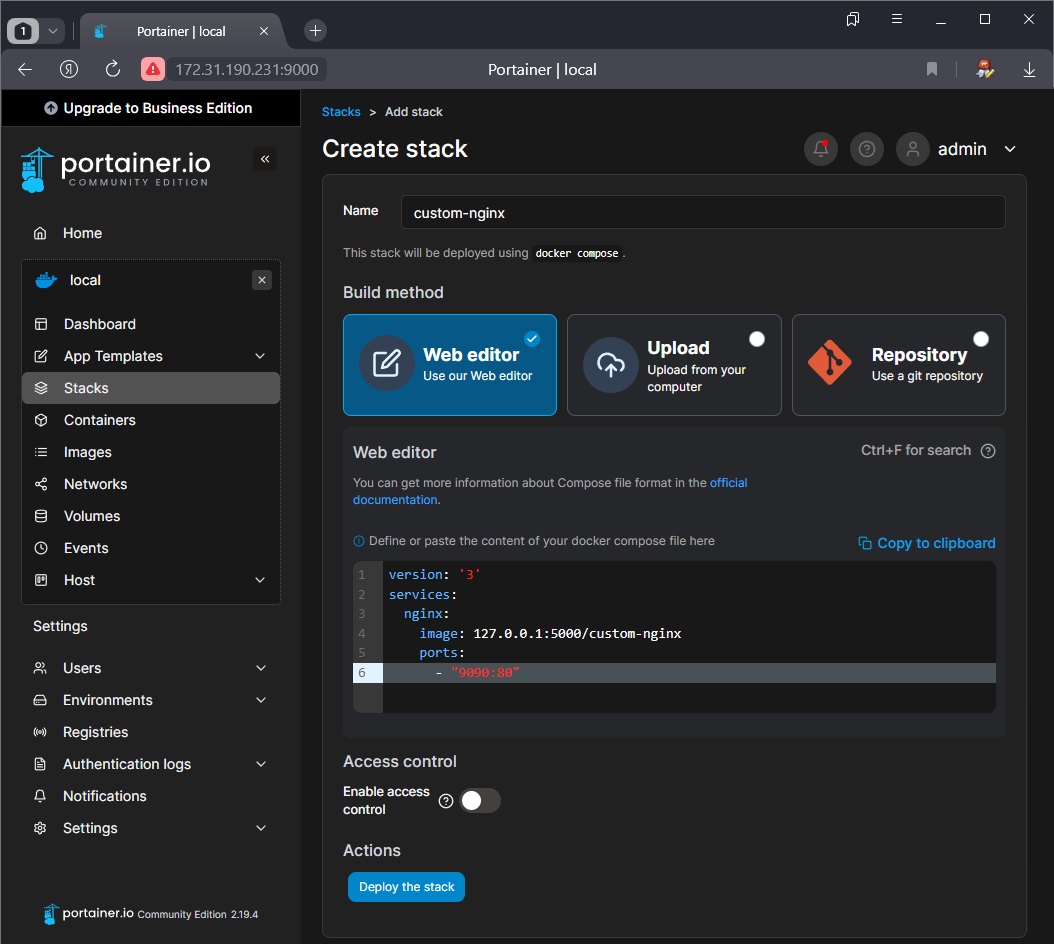 1
Portainer | local
172.31.190.231:9000
Portainer | local
Upgrade to Business Edition
portainer.io
COMMUNITY EDITION
Home
local
Dashboard
App Templates
Stacks
Containers
Images
Networks
Volumes
Events
Host
Settings
Users
Environments
Registries
Authentication logs
Notifications
Settings
portainer.io Community Edition 2.19.4
Stacks > Add stack
Create stack
admin
Name
custom-nginx
This stack will be deployed using docker compose .
Build method
Web editor
Use our Web editor
Upload
Upload from your
computer
Repository
Use a git repository
Web editor
Ctrl+F for search
You can get more information about Compose file format in the official
documentation.
Define or paste the content of your docker compose file here
Copy to clipboard
1 version: '3'
2 services:
3   nginx:
4     image: 127.0.0.1:5000/custom-nginx
5     ports:
6       - "9090:80"
Access control
Enable access
control
Actions
Deploy the stack